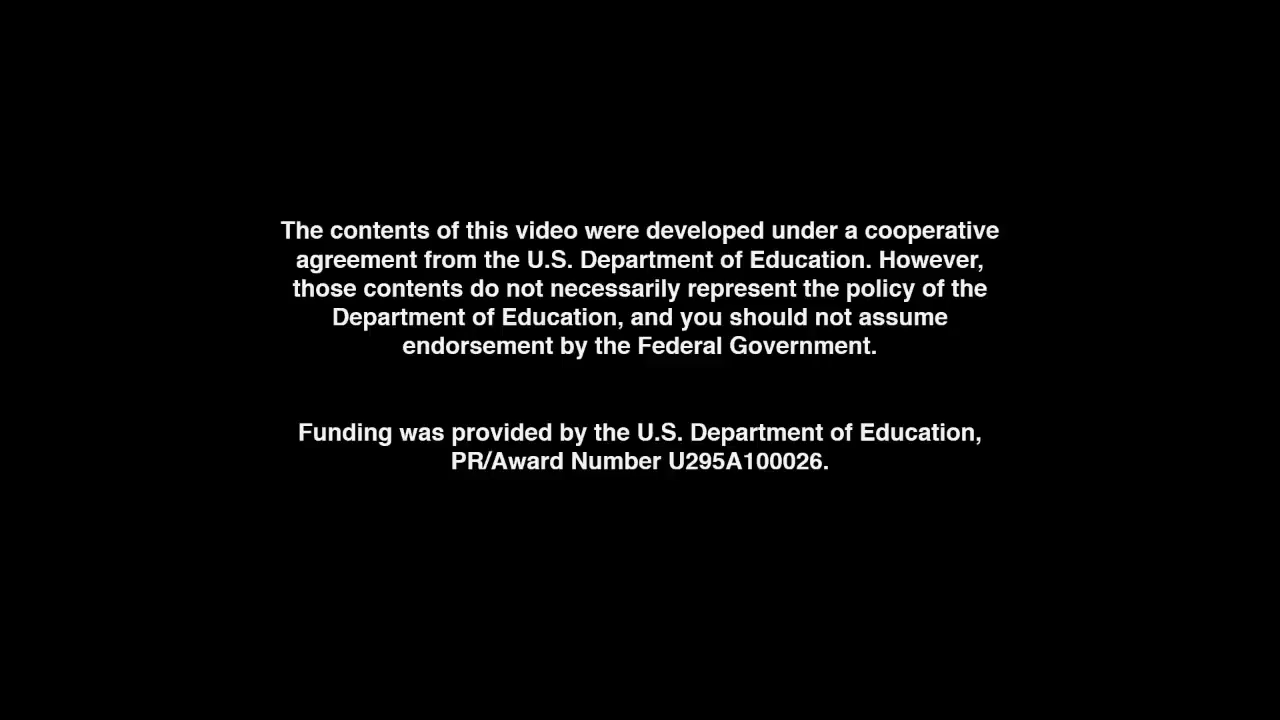 The contents of this video were developed under a cooperative
agreement from the U.S. Department of Education. However,
those contents do not necessarily represent the policy of the
Department of Education, and you should not assume
endorsement by the Federal Government.
Funding was provided by the U.S. Department of Education,
PR/Award Number U295A100026.